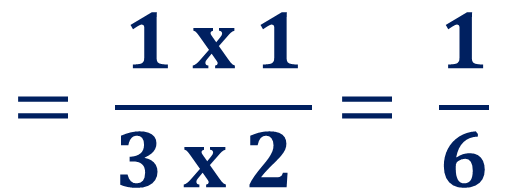 1 x 1 1
= =
3 x 2 6